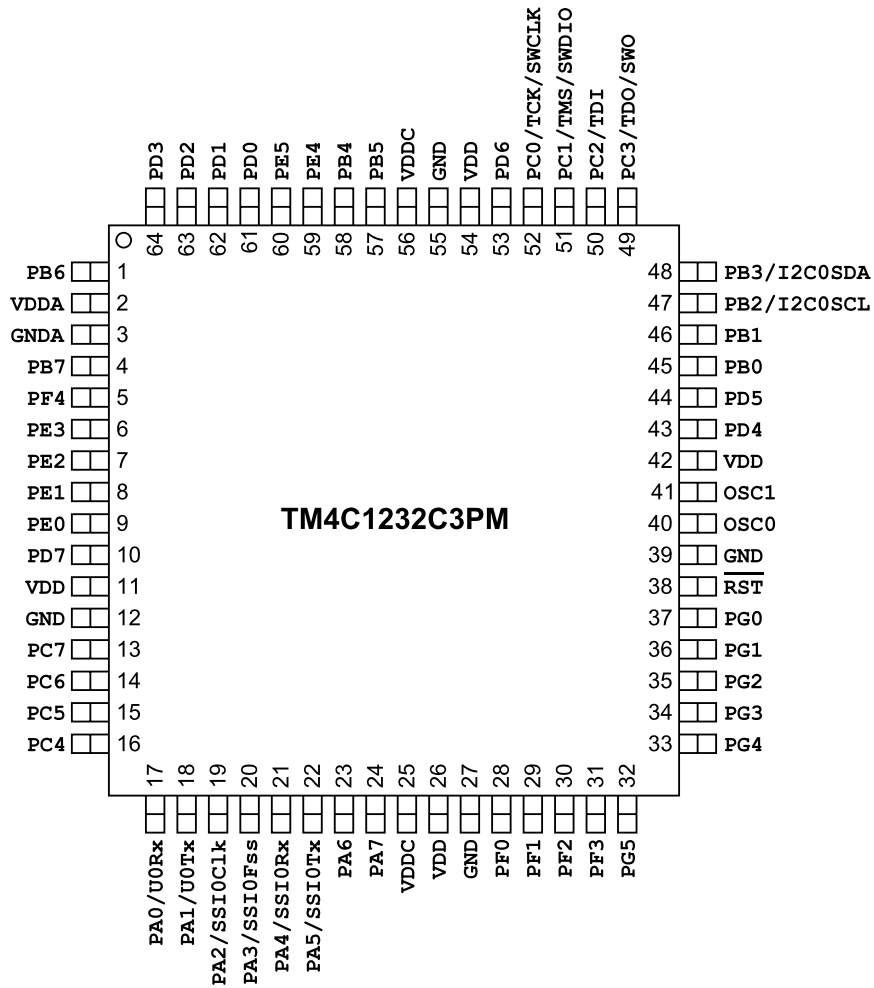 PD3
PD2
PD1
PD0
PE5
PE4
PB4
PB5
VDDC
GND
VDD
PD6
PC0/TCK/SWCLK
PC1/TMS/SWDIO
PC2/TDI
PC3/TDO/SWO
64
63
62
61
60
59
58
57
56
55
54
53
52
51
50
49
PB6 1
VDDA 2
GNDA 3
PB7 4
PF4 5
PE3 6
PE2 7
PE1 8
PE0 9
PD7 10
VDD 11
GND 12
PC7 13
PC6 14
PC5 15
PC4 16
TM4C1232C3PM
48 PB3/I2C0SDA
47 PB2/I2C0SCL
46 PB1
45 PB0
44 PD5
43 PD4
42 VDD
41 OSC1
40 OSC0
39 GND
38 RST
37 PG0
36 PG1
35 PG2
34 PG3
33 PG4
17
18
19
20
21
22
23
24
25
26
27
28
29
30
31
32
PA0/U0Rx
PA1/U0Tx
PA2/SSI0Clk
PA3/SSI0Fss
PA4/SSI0Rx
PA5/SSI0Tx
PA6
PA7
VDDC
VDD
GND
PF0
PF1
PF2
PF3
PG5